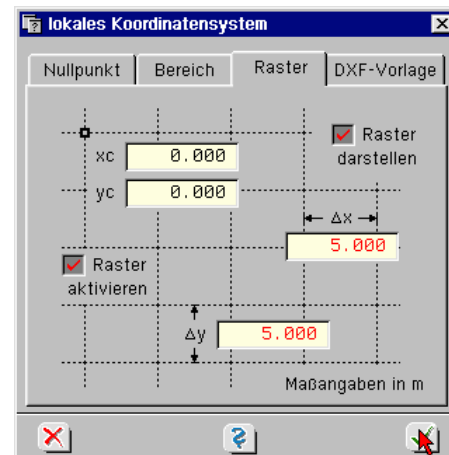 lokales Koordinatensystem
Nullpunkt Bereich Raster DXF-Vorlage
xc 0.000
yc 0.000
Raster
darstellen
Δx
5.000
Raster
aktivieren
Δy 5.000
Maßangaben in m